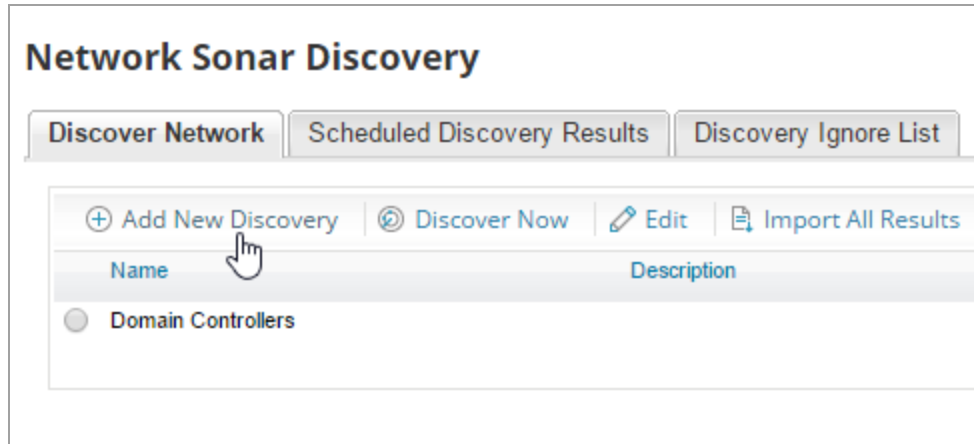 Network Sonar Discovery
Discover Network Scheduled Discovery Results Discovery Ignore List
Add New Discovery Discover Now Edit Import All Results
Name Description
Domain Controllers